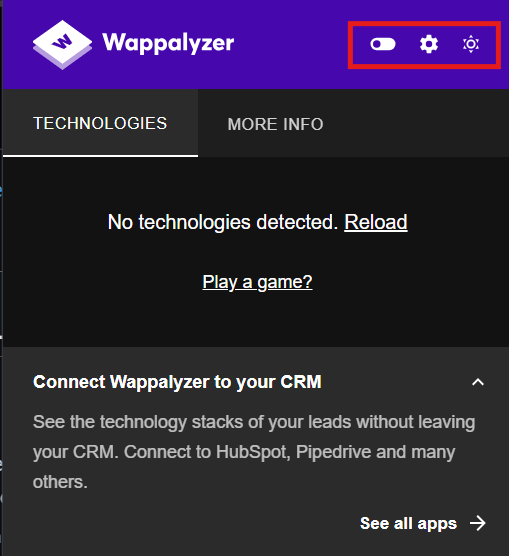 W Wappalyzer
TECHNOLOGIES MORE INFO
No technologies detected. Reload
Play a game?
Connect Wappalyzer to your CRM
See the technology stacks of your leads without leaving
your CRM. Connect to HubSpot, Pipedrive and many
others.
See all apps